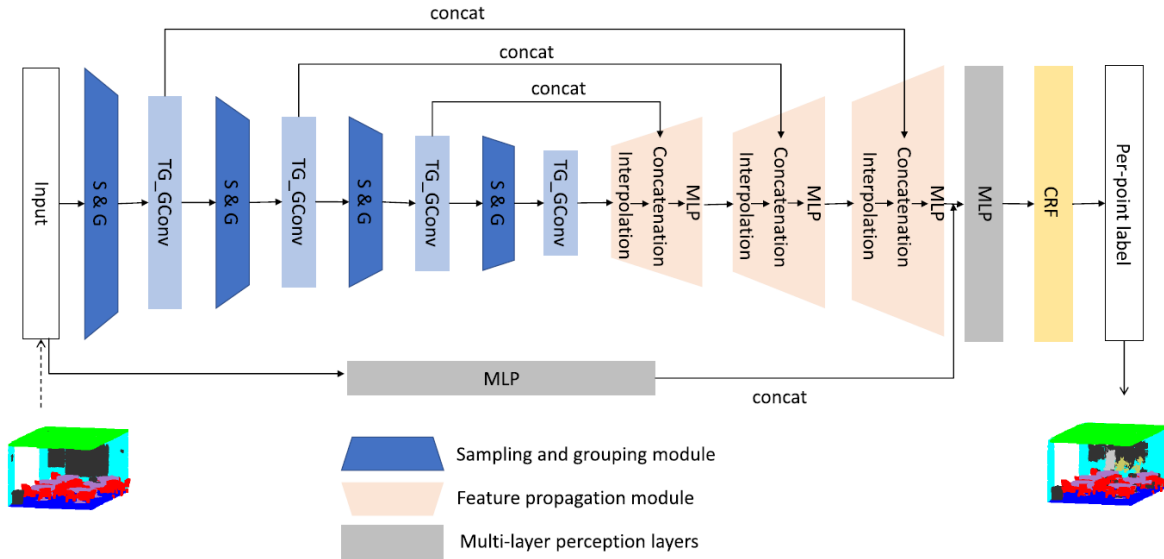 concat
concat
concat
Input
S & G
TG_GConv
S & G
TG_GConv
S & G
TG_GConv
S & G
TG_GConv
Interpolation
Concatenation
MLP
Interpolation
Concatenation
MLP
Interpolation
Concatenation
MLP
MLP
CRF
Per-point label
MLP
concat
Sampling and grouping module
Feature propagation module
Multi-layer perception layers